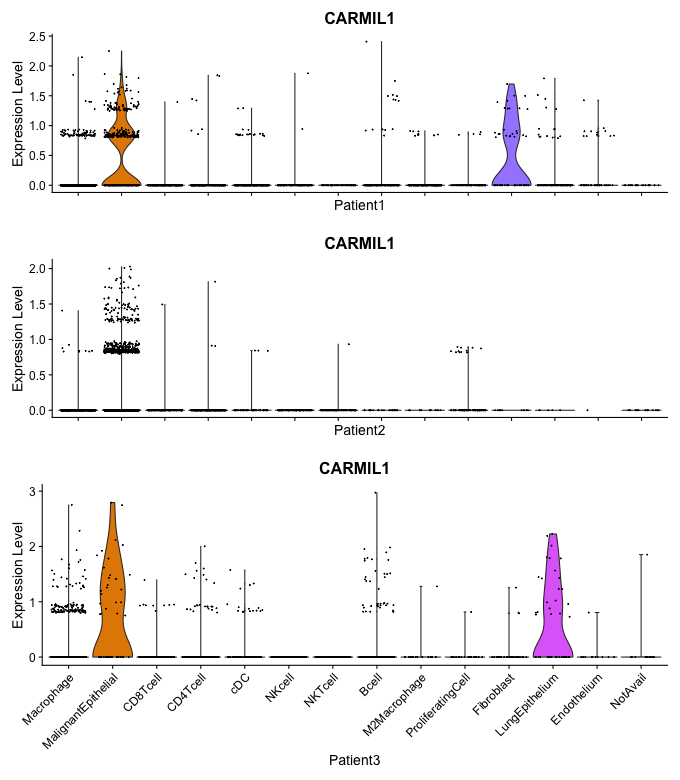 CARMIL1
Expression Level
2.5
2.0
1.5
1.0
0.5
0.0
Patient1
CARMIL1
Expression Level
2.0
1.5
1.0
0.5
0.0
Patient2
CARMIL1
Expression Level
3
2
1
0
Macrophage
MalignantEpithelial
CD8Tcell
CD4Tcell
cDC
NKcell
NKTcell
Bcell
M2Macrophage
ProliferatingCell
Fibroblast
LungEpithelium
Endothelium
NotAvail
Patient3